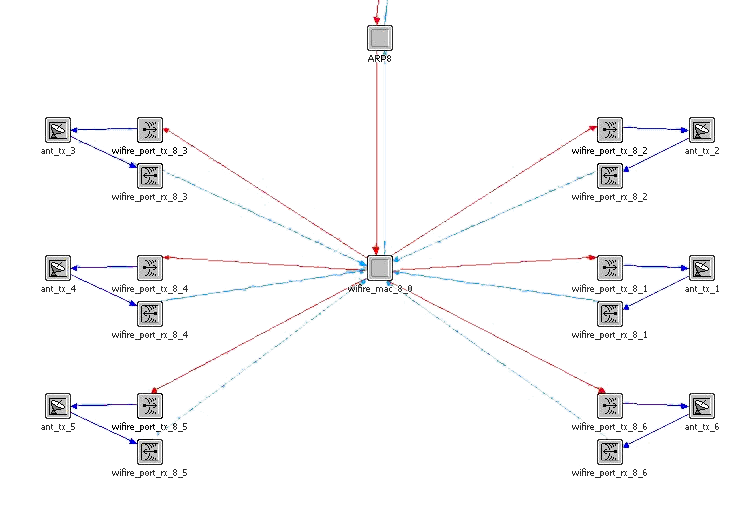 ARP8
ant_tx_3
wifire_port_tx_8_3
wifire_port_tx_8_2
ant_tx_2
wifire_port_rx_8_3
wifire_port_rx_8_2
ant_tx_4
wifire_port_tx_8_4
wifire_mac_8_0
wifire_port_tx_8_1
ant_tx_1
wifire_port_rx_8_4
wifire_port_rx_8_1
ant_tx_5
wifire_port_tx_8_5
wifire_port_tx_8_6
ant_tx_6
wifire_port_rx_8_5
wifire_port_rx_8_6